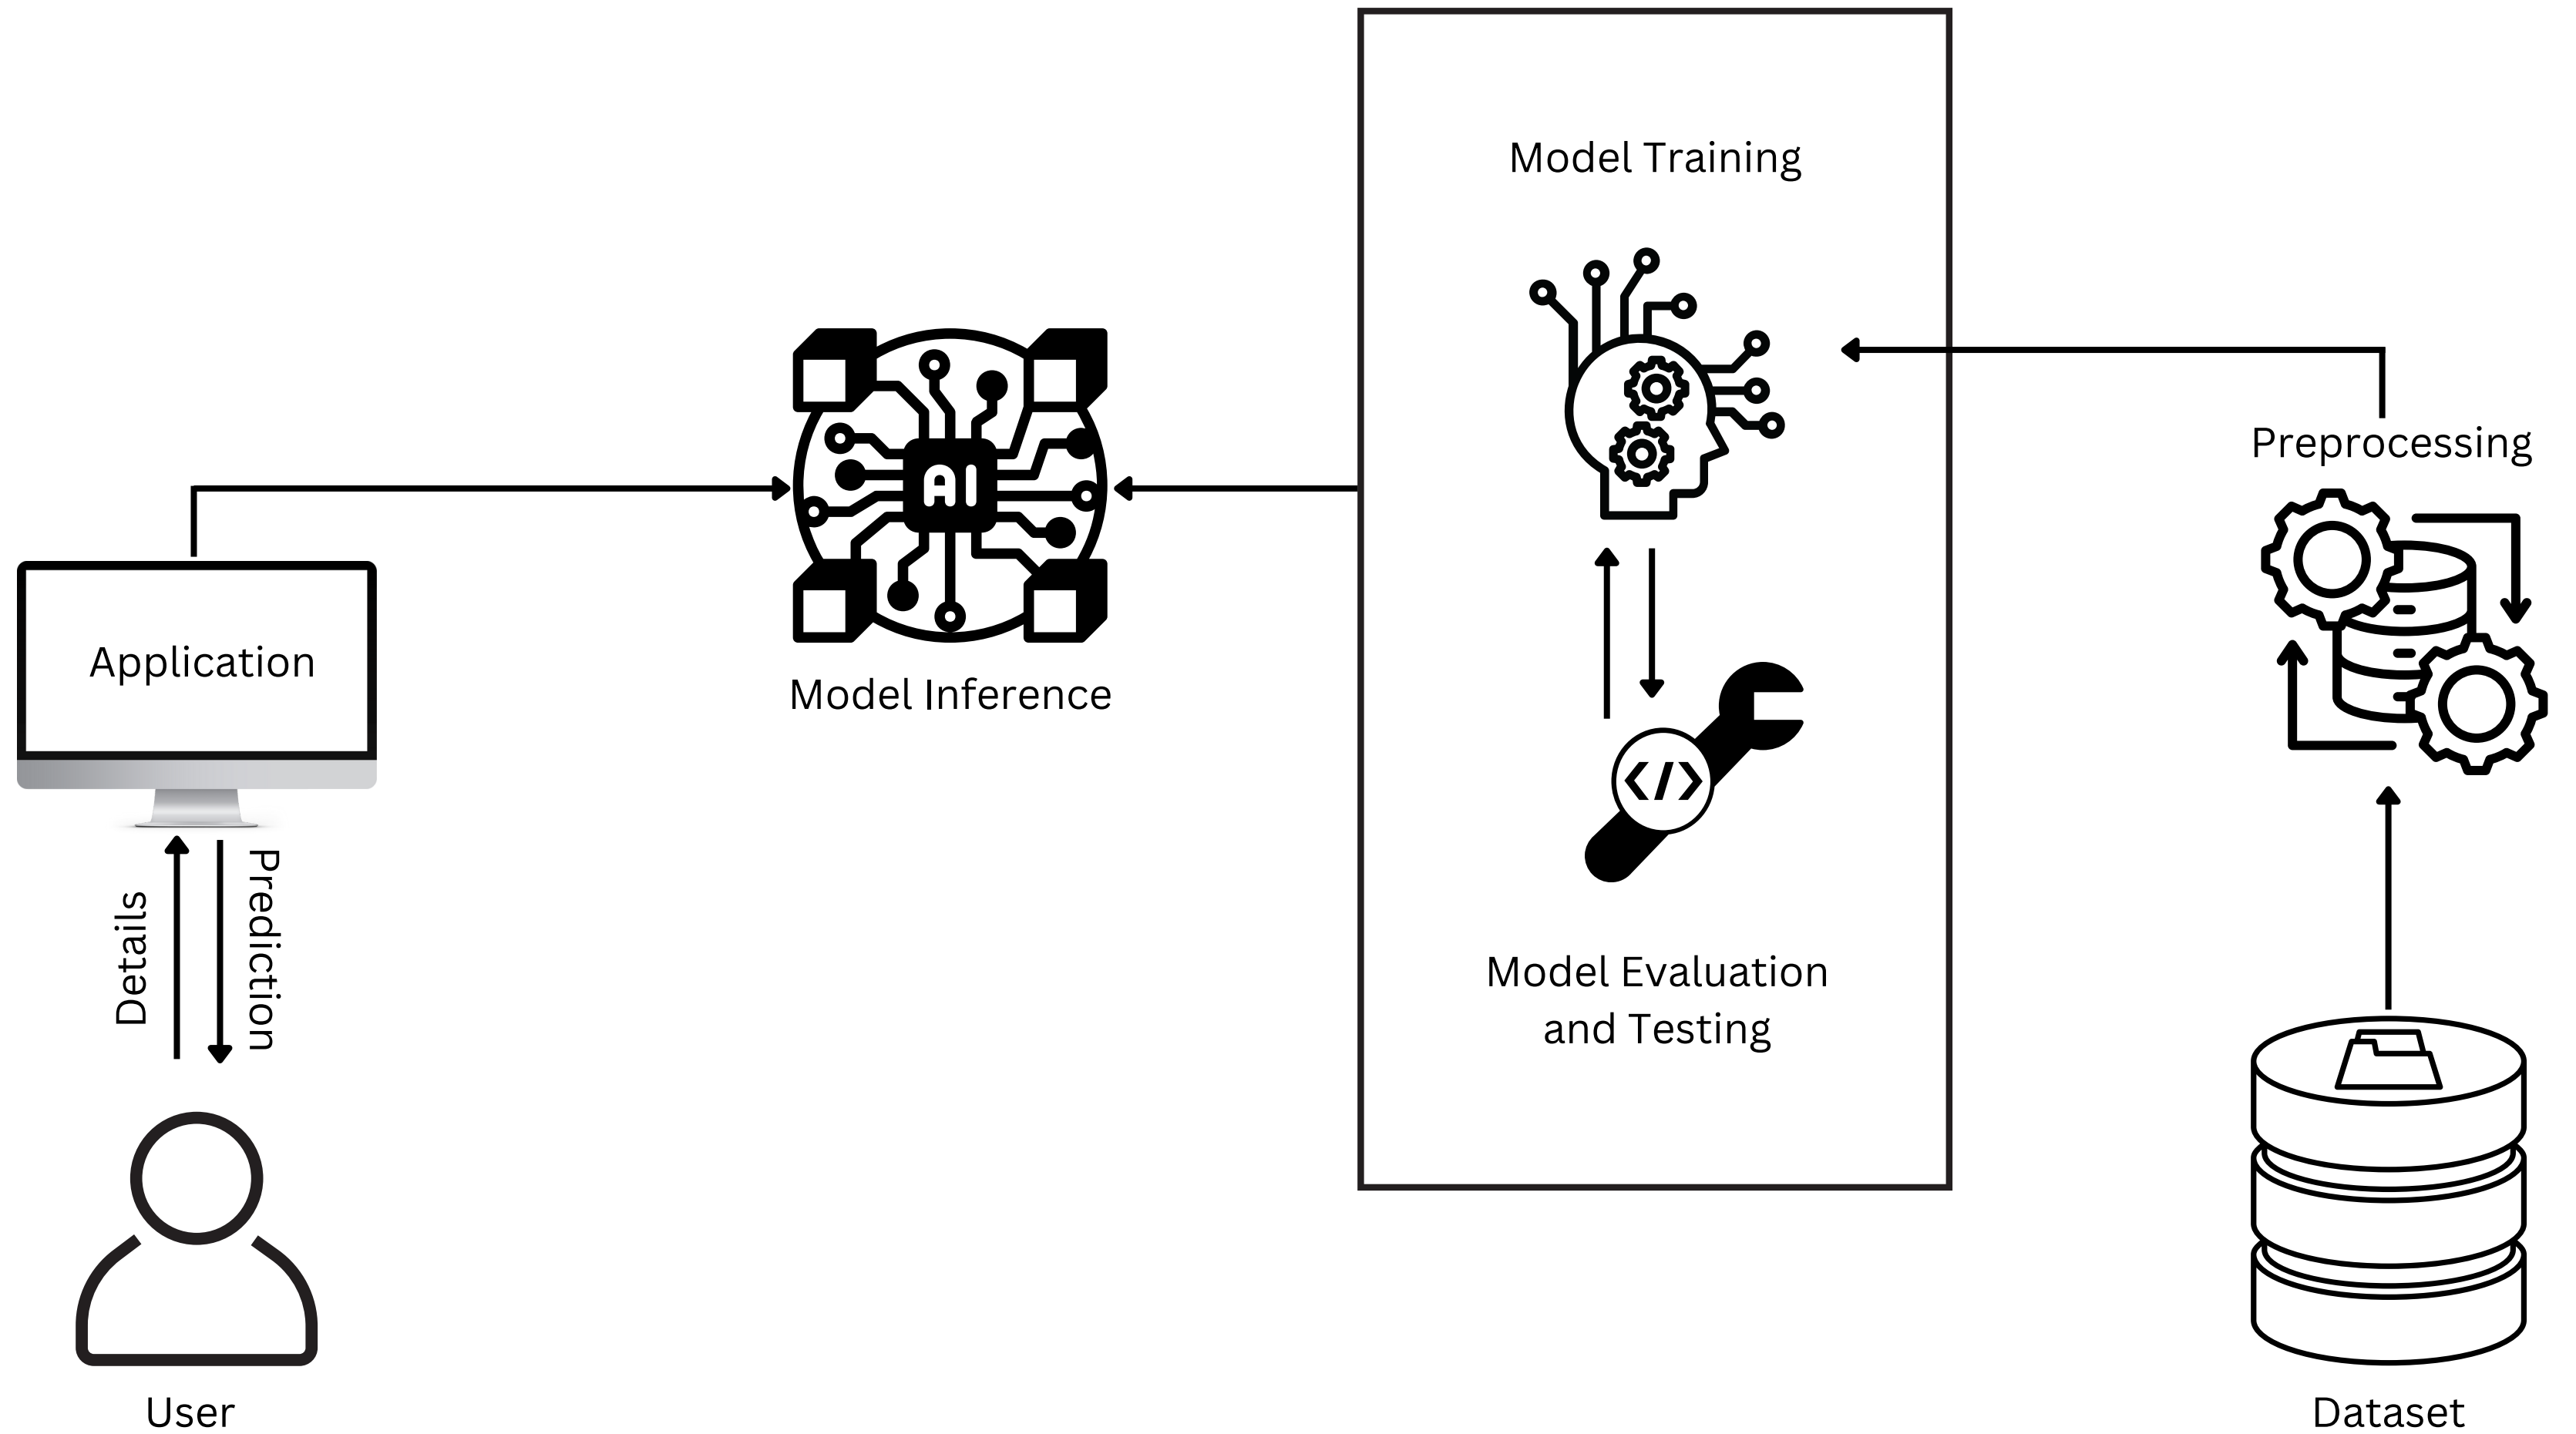 Model Training
Preprocessing
AI
Application
Model Inference
</>
Details
Prediction
Model Evaluation
and Testing
User
Dataset